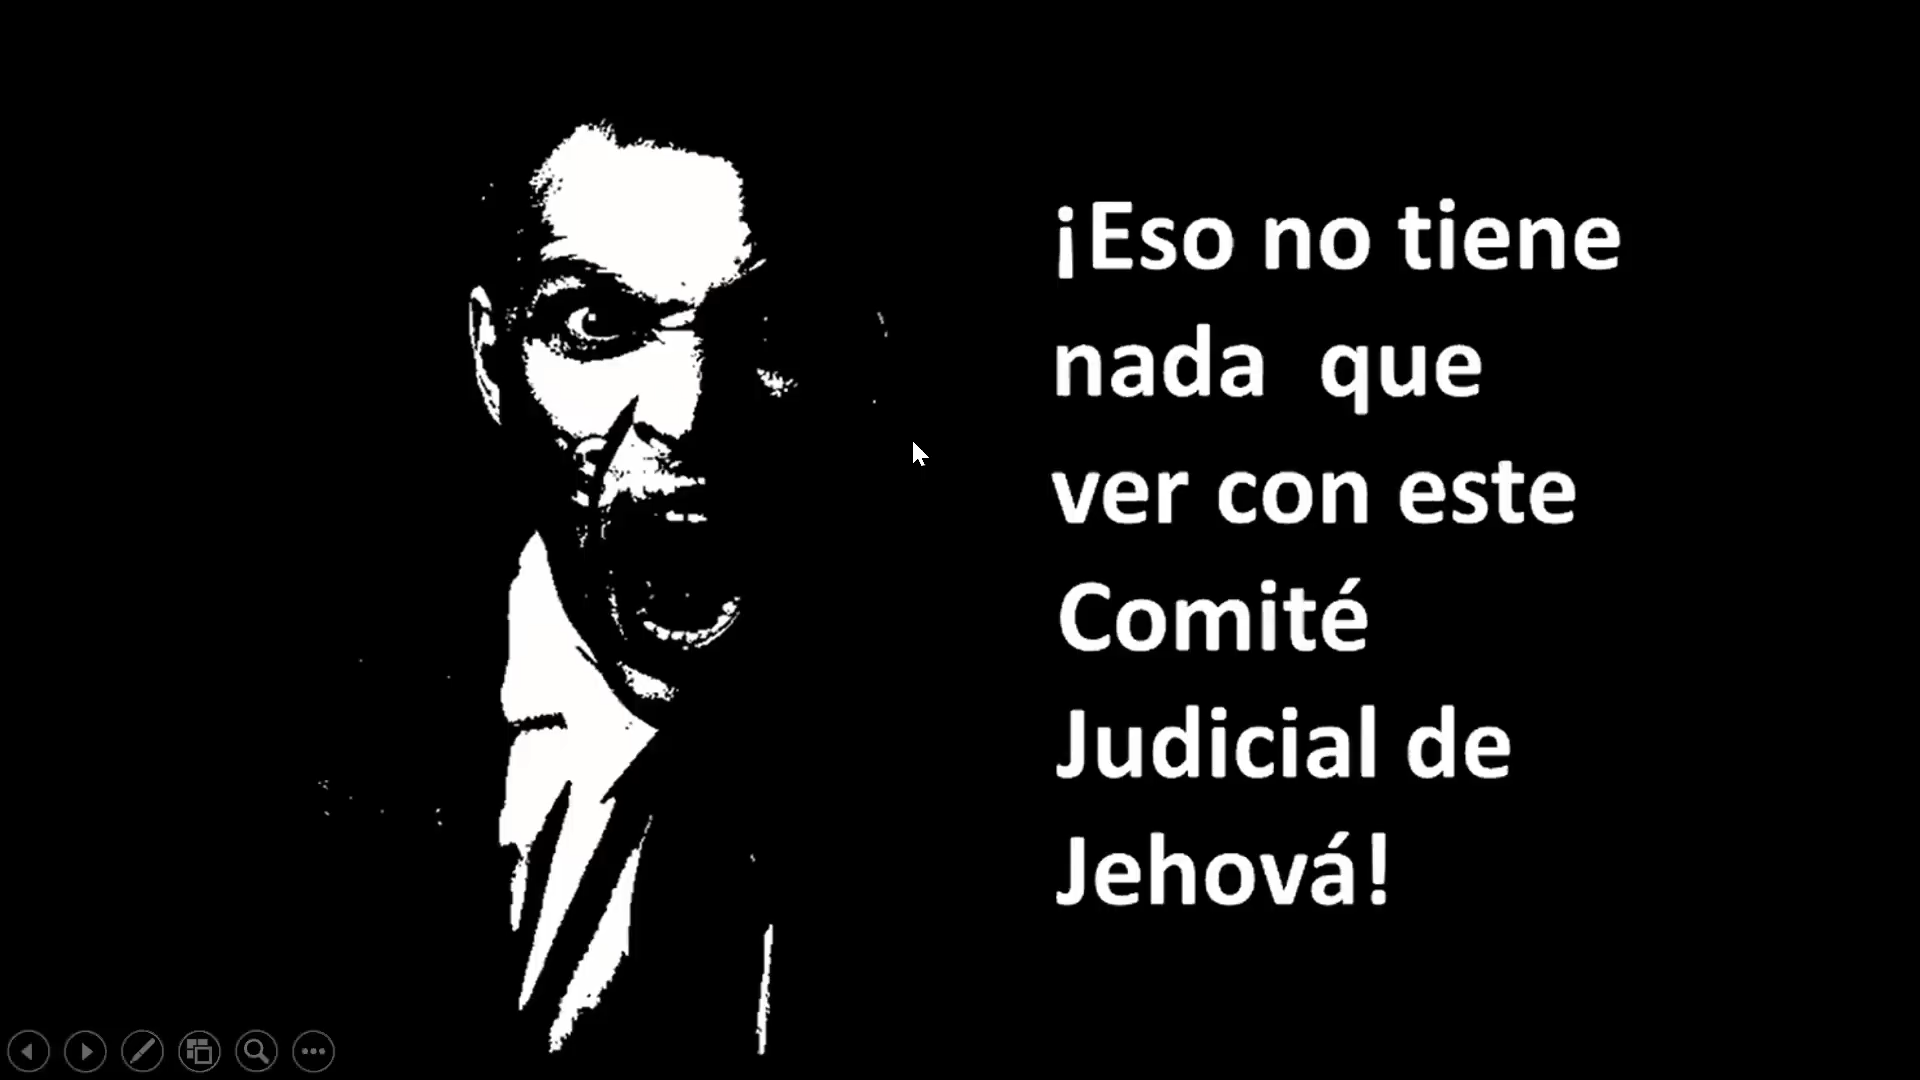 ¡Eso no tiene
nada  que
ver con este
Comité
Judicial de
Jehová!